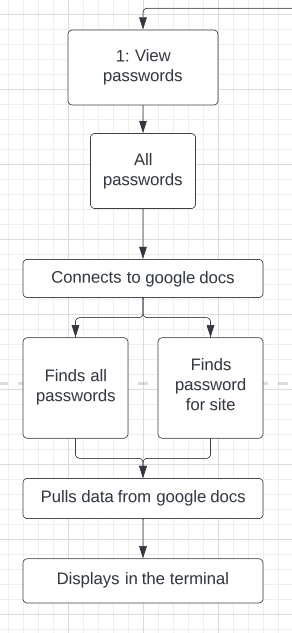 1: View
passwords
All
passwords
Connects to google docs
Finds all
passwords
Finds
password
for site
Pulls data from google docs
Displays in the terminal